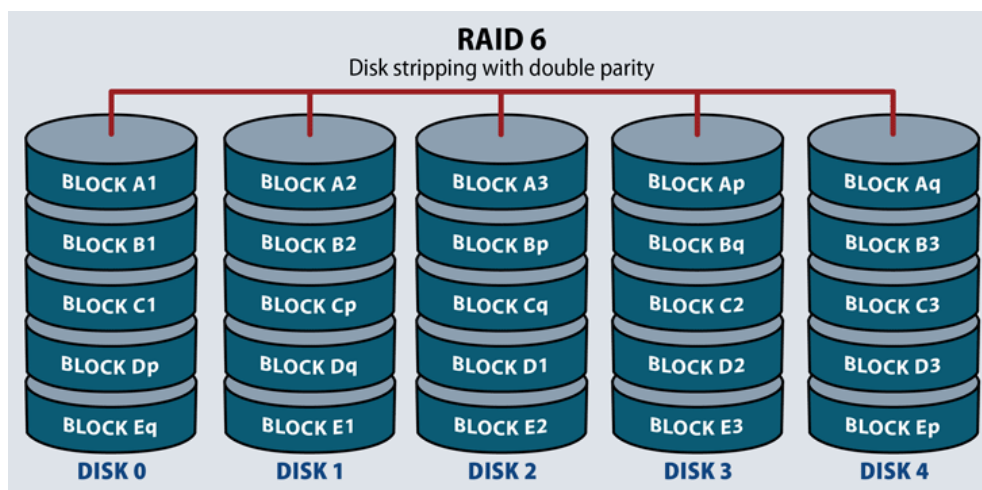 RAID 6
Disk stripping with double parity
BLOCK A1 BLOCK A2 BLOCK A3 BLOCK Ap BLOCK Aq
BLOCK B1 BLOCK B2 BLOCK Bp BLOCK Bq BLOCK B3
BLOCK C1 BLOCK Cp BLOCK Cq BLOCK C2 BLOCK C3
BLOCK Dp BLOCK Dq BLOCK D1 BLOCK D2 BLOCK D3
BLOCK Eq BLOCK E1 BLOCK E2 BLOCK E3 BLOCK Ep
DISK 0 DISK 1 DISK 2 DISK 3 DISK 4